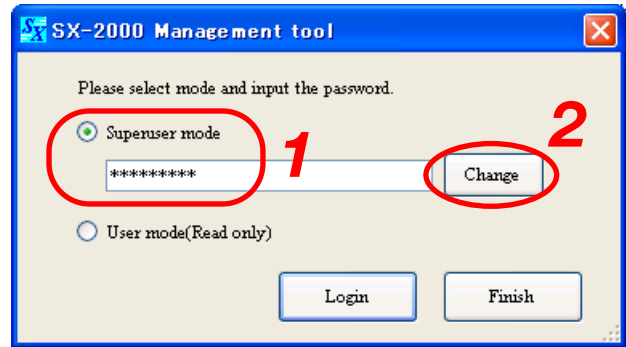 SX SX-2000 Management tool
Please select mode and input the password.
Superuser mode
1
2
*********
Change
User mode(Read only)
Login
Finish